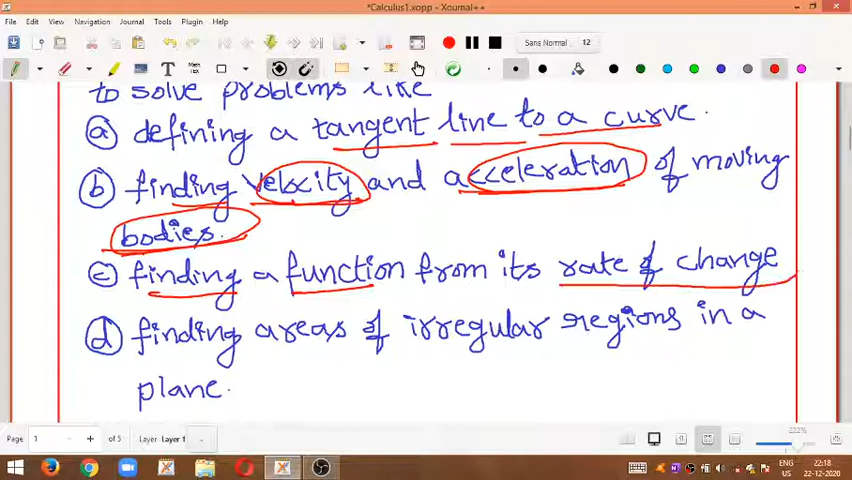 *Calculus1.xopp - Xournal++
File Edit View Navigation Journal Tools Plugin Help
Sans Normal 12
to solve problems like
(a) defining a tangent line to a curve.
(b) finding velocity and acceleration of moving
bodies.
(c) finding a function from its rate of change
(d) finding areas of irregular regions in a
plane.
Page 1 of 5 Layer Layer 1 232%
ENG 22:18
US 22-12-2020